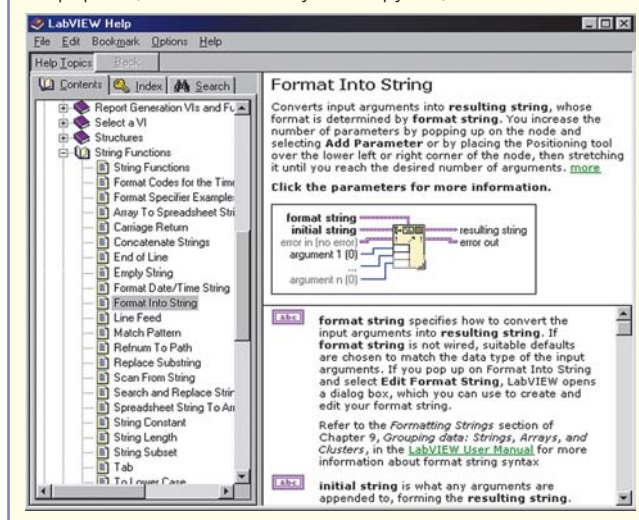 LabVIEW Help
File Edit Bookmark Options Help
Help Topics Back
Contents Index Search
Report Generation VIs and Fu
Select a VI
Structures
String Functions
String Functions
Format Codes for the Time
Format Specifier Example
Array To Spreadsheet Stri
Carriage Return
Concatenate Strings
End of Line
Empty String
Format Date/Time String
Format Into String
Line Feed
Match Pattern
Refnum To Path
Replace Substring
Scan From String
Search and Replace Strin
Spreadsheet String To Arr
String Constant
String Length
String Subset
Tab
To Lower Case
Format Into String
Converts input arguments into resulting string, whose
format is determined by format string. You increase the
number of parameters by popping up on the node and
selecting Add Parameter or by placing the Positioning tool
over the lower left or right corner of the node, then stretching
it until you reach the desired number of arguments. more
Click the parameters for more information.
format string
initial string
error in (no error)
argument 1 (0)
...
argument n (0)
resulting string
error out
abc
format string specifies how to convert the
input arguments into resulting string. If
format string is not wired, suitable defaults
are chosen to match the data type of the input
arguments. If you pop up on Format Into String
and select Edit Format String, LabVIEW opens
a dialog box, which you can use to create and
edit your format string.
Refer to the Formatting Strings section of
Chapter 9, Grouping data: Strings, Arrays, and
Clusters, in the LabVIEW User Manual for more
information about format string syntax
abc
initial string is what any arguments are
appended to, forming the resulting string.